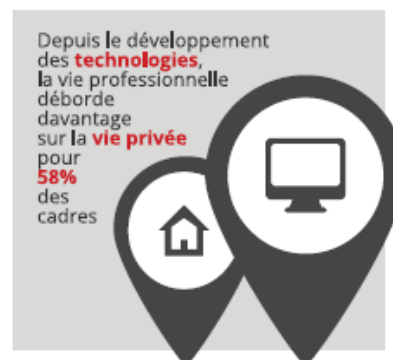 Depuis le développement
des technologies,
la vie professionnelle
déborde
davantage
sur la vie privée
pour
58%
des
cadres